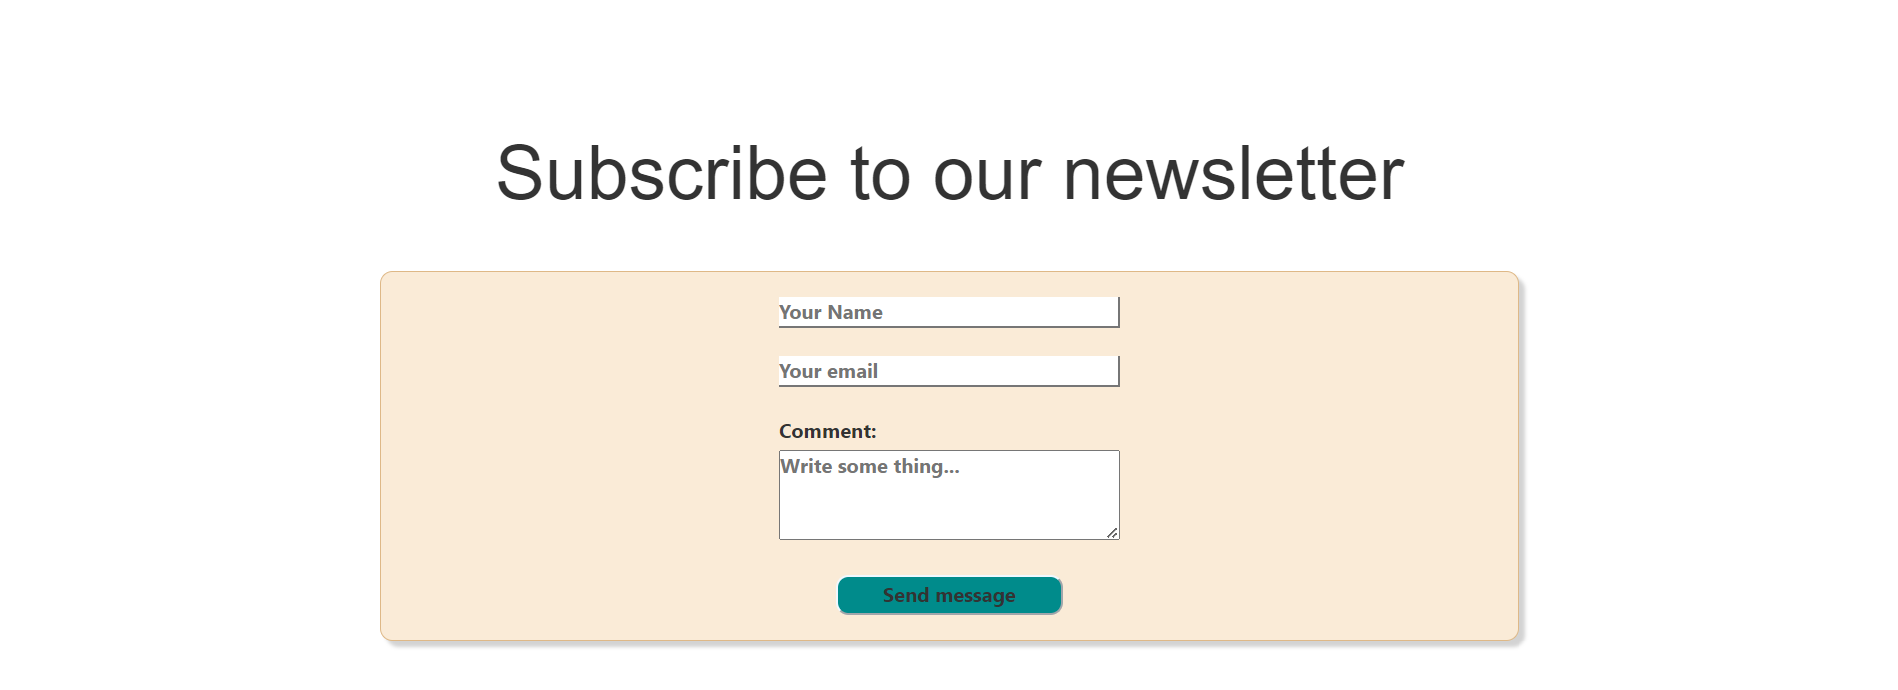 Subscribe to our newsletter
Your Name
Your email
Comment:
Write some thing...
Send message